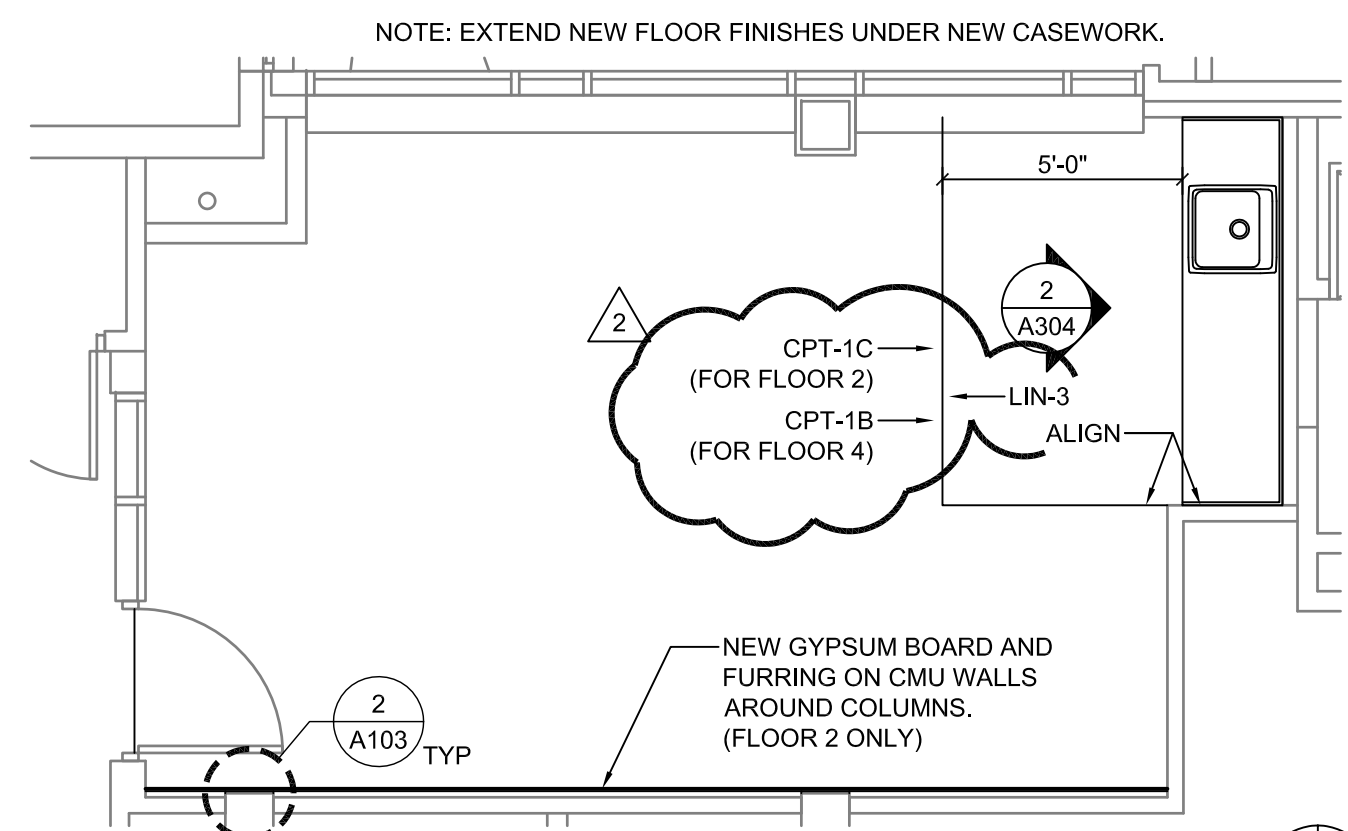 NOTE: EXTEND NEW FLOOR FINISHES UNDER NEW CASEWORK.
5'-0"
2
A304
2
CPT-1C
(FOR FLOOR 2)
LIN-3
CPT-1B
(FOR FLOOR 4)
ALIGN
NEW GYPSUM BOARD AND
FURRING ON CMU WALLS
AROUND COLUMNS.
(FLOOR 2 ONLY)
2
A103
TYP